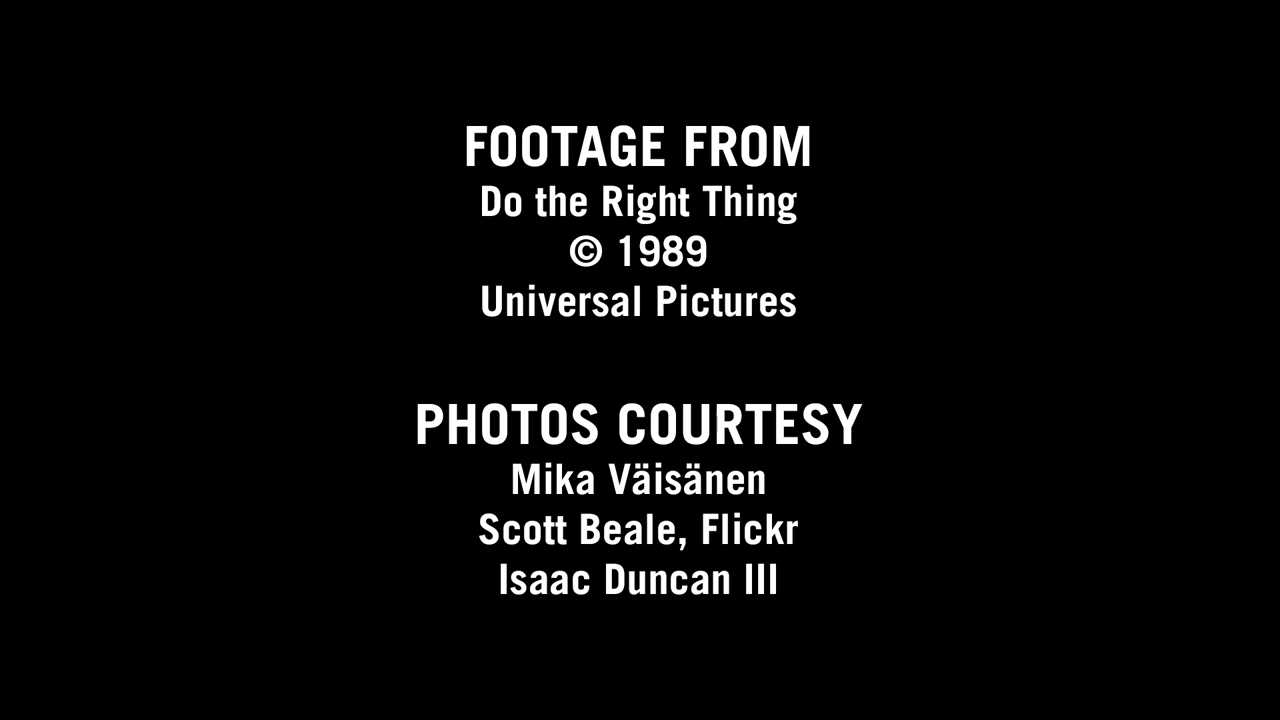 FOOTAGE FROM
Do the Right Thing
© 1989
Universal Pictures
PHOTOS COURTESY
Mika Väisänen
Scott Beale, Flickr
Isaac Duncan III